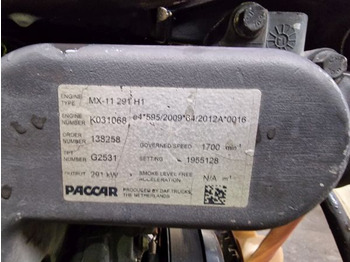 ENGINE TYPE MX-11 291 H1
ENGINE NUMBER K031068 e4*595/2009*64/2012A*0016
ORDER NUMBER 138258 GOVERNED SPEED 1700 min⁻¹
TPF NUMBER G2531 SETTING 1955128
OUTPUT 291 kW SMOKE LEVEL FREE ACCELERATION N/A m⁻¹
PACCAR PRODUCED BY DAF TRUCKS, THE NETHERLANDS